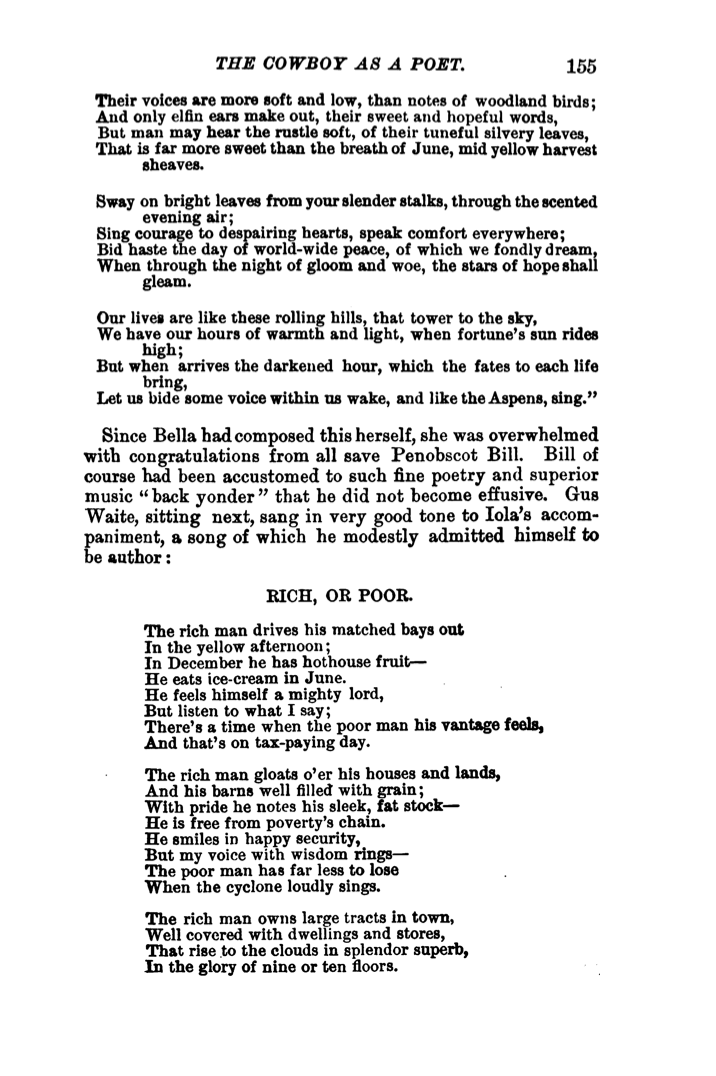 THE COWBOY AS A POET. 155
Their voices are more soft and low, than notes of woodland birds;
And only elfin ears make out, their sweet and hopeful words,
But man may hear the rustle soft, of their tuneful silvery leaves,
That is far more sweet than the breath of June, mid yellow harvest
sheaves.
Sway on bright leaves from your slender stalks, through the scented
evening air;
Sing courage to despairing hearts, speak comfort everywhere;
Bid haste the day of world-wide peace, of which we fondly dream,
When through the night of gloom and woe, the stars of hope shall
gleam.
Our lives are like these rolling hills, that tower to the sky,
We have our hours of warmth and light, when fortune's sun rides
high;
But when arrives the darkened hour, which the fates to each life
bring,
Let us bide some voice within us wake, and like the Aspens, sing."
Since Bella had composed this herself, she was overwhelmed
with congratulations from all save Penobscot Bill. Bill of
course had been accustomed to such fine poetry and superior
music "back yonder" that he did not become effusive. Gus
Waite, sitting next, sang in very good tone to Iola's accom-
paniment, a song of which he modestly admitted himself to
be author:
RICH, OR POOR.
The rich man drives his matched bays out
In the yellow afternoon;
In December he has hothouse fruit—
He eats ice-cream in June.
He feels himself a mighty lord,
But listen to what I say;
There's a time when the poor man his vantage feels,
And that's on tax-paying day.
The rich man gloats o'er his houses and lands,
And his barns well filled with grain;
With pride he notes his sleek, fat stock—
He is free from poverty's chain.
He smiles in happy security,
But my voice with wisdom rings—
The poor man has far less to lose
When the cyclone loudly sings.
The rich man owns large tracts in town,
Well covered with dwellings and stores,
That rise to the clouds in splendor superb,
In the glory of nine or ten floors.